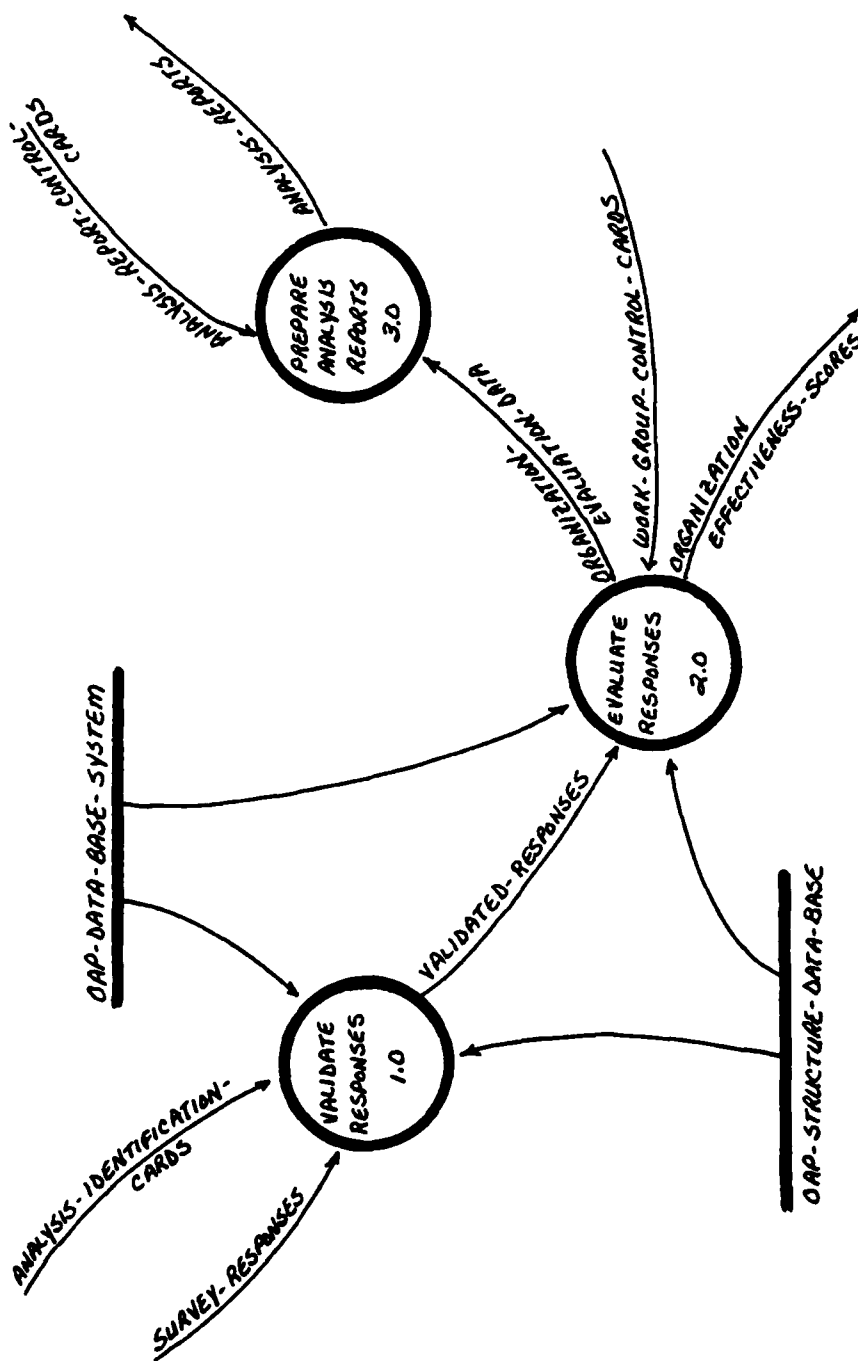 ANALYSIS-IDENTIFICATION-
CARDS
SURVEY-RESPONSES
VALIDATE
RESPONSES
1.0
OAP-DATA-BASE-SYSTEM
VALIDATED-RESPONSES
OAP-STRUCTURE-DATA-BASE
EVALUATE
RESPONSES
2.0
ORGANIZATION-
EVALUATION-DATA
WORK-GROUP-CONTROL-CARDS
ORGANIZATION
EFFECTIVENESS-SCORES
PREPARE
ANALYSIS
REPORTS
3.0
ANALYSIS-REPORT-CONTROL-
CARDS
ANALYSIS-REPORTS